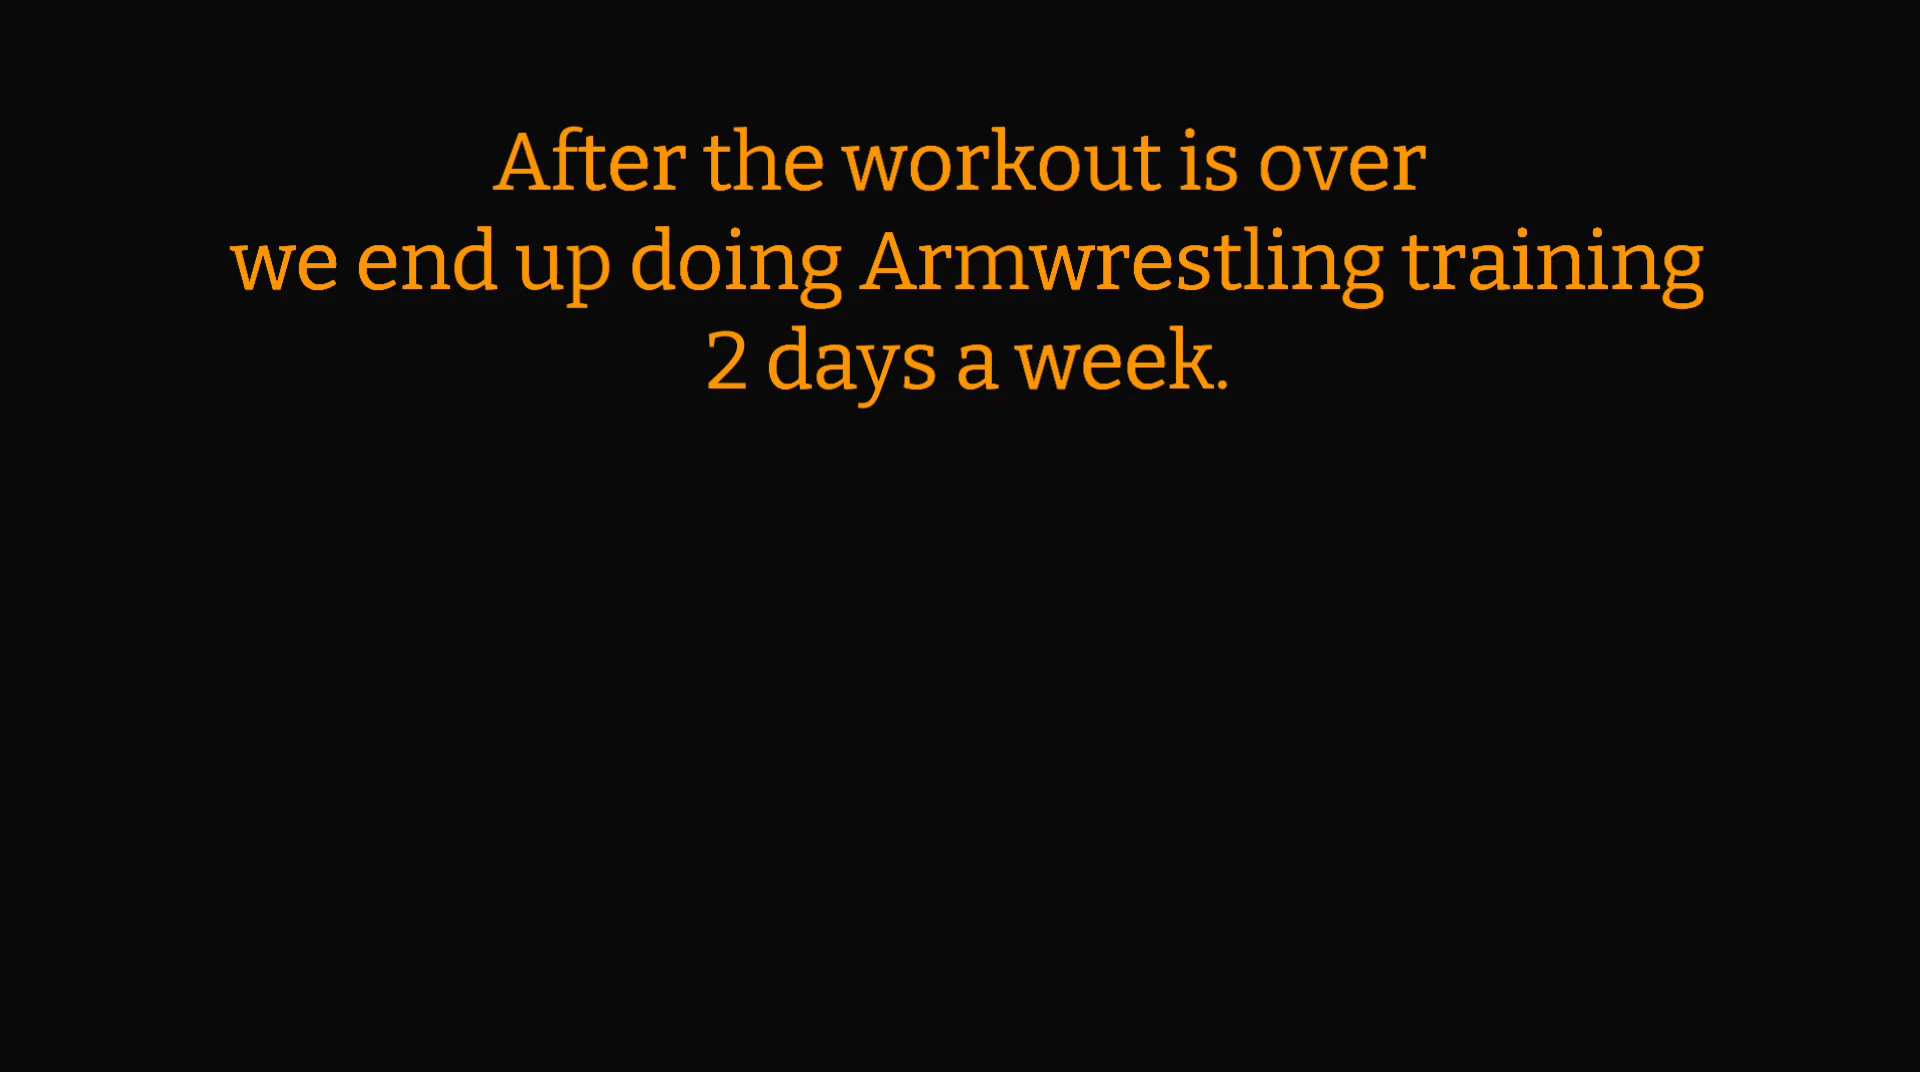 After the workout is over
we end up doing Armwrestling training
2 days a week.